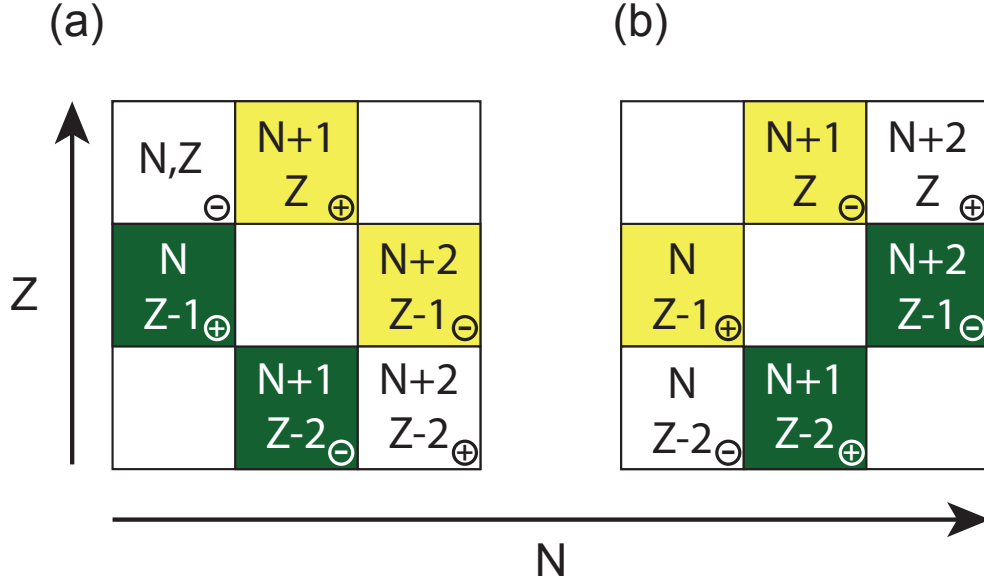 (a)
(b)
Z
N,Z
⊖
N+1
Z ⊕
N
Z-1 ⊕
N+2
Z-1 ⊖
N+1
Z-2 ⊖
N+2
Z-2 ⊕
N+1
Z ⊖
N+2
Z ⊕
N
Z-1 ⊕
N+2
Z-1 ⊖
N
Z-2 ⊖
N+1
Z-2 ⊕
N